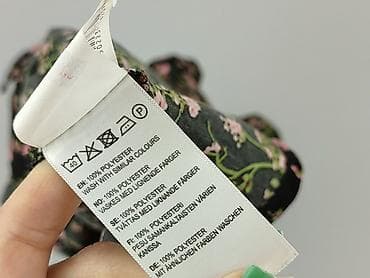 40
P
EN: 100% POLYESTER
WASH WITH SIMILAR COLOURS
NO: 100% POLYESTER
VASKES MED LIGNENDE FARGER
SE: 100% POLYESTER
TVÄTTAS MED LIKNANDE FÄRGER
FI: 100% POLYESTERI
PESU SAMANKALTAISTEN VÄRIEN
KANSSA
DE: 100% POLYESTER
MIT ÄHNLICHEN FARBEN WASCHEN